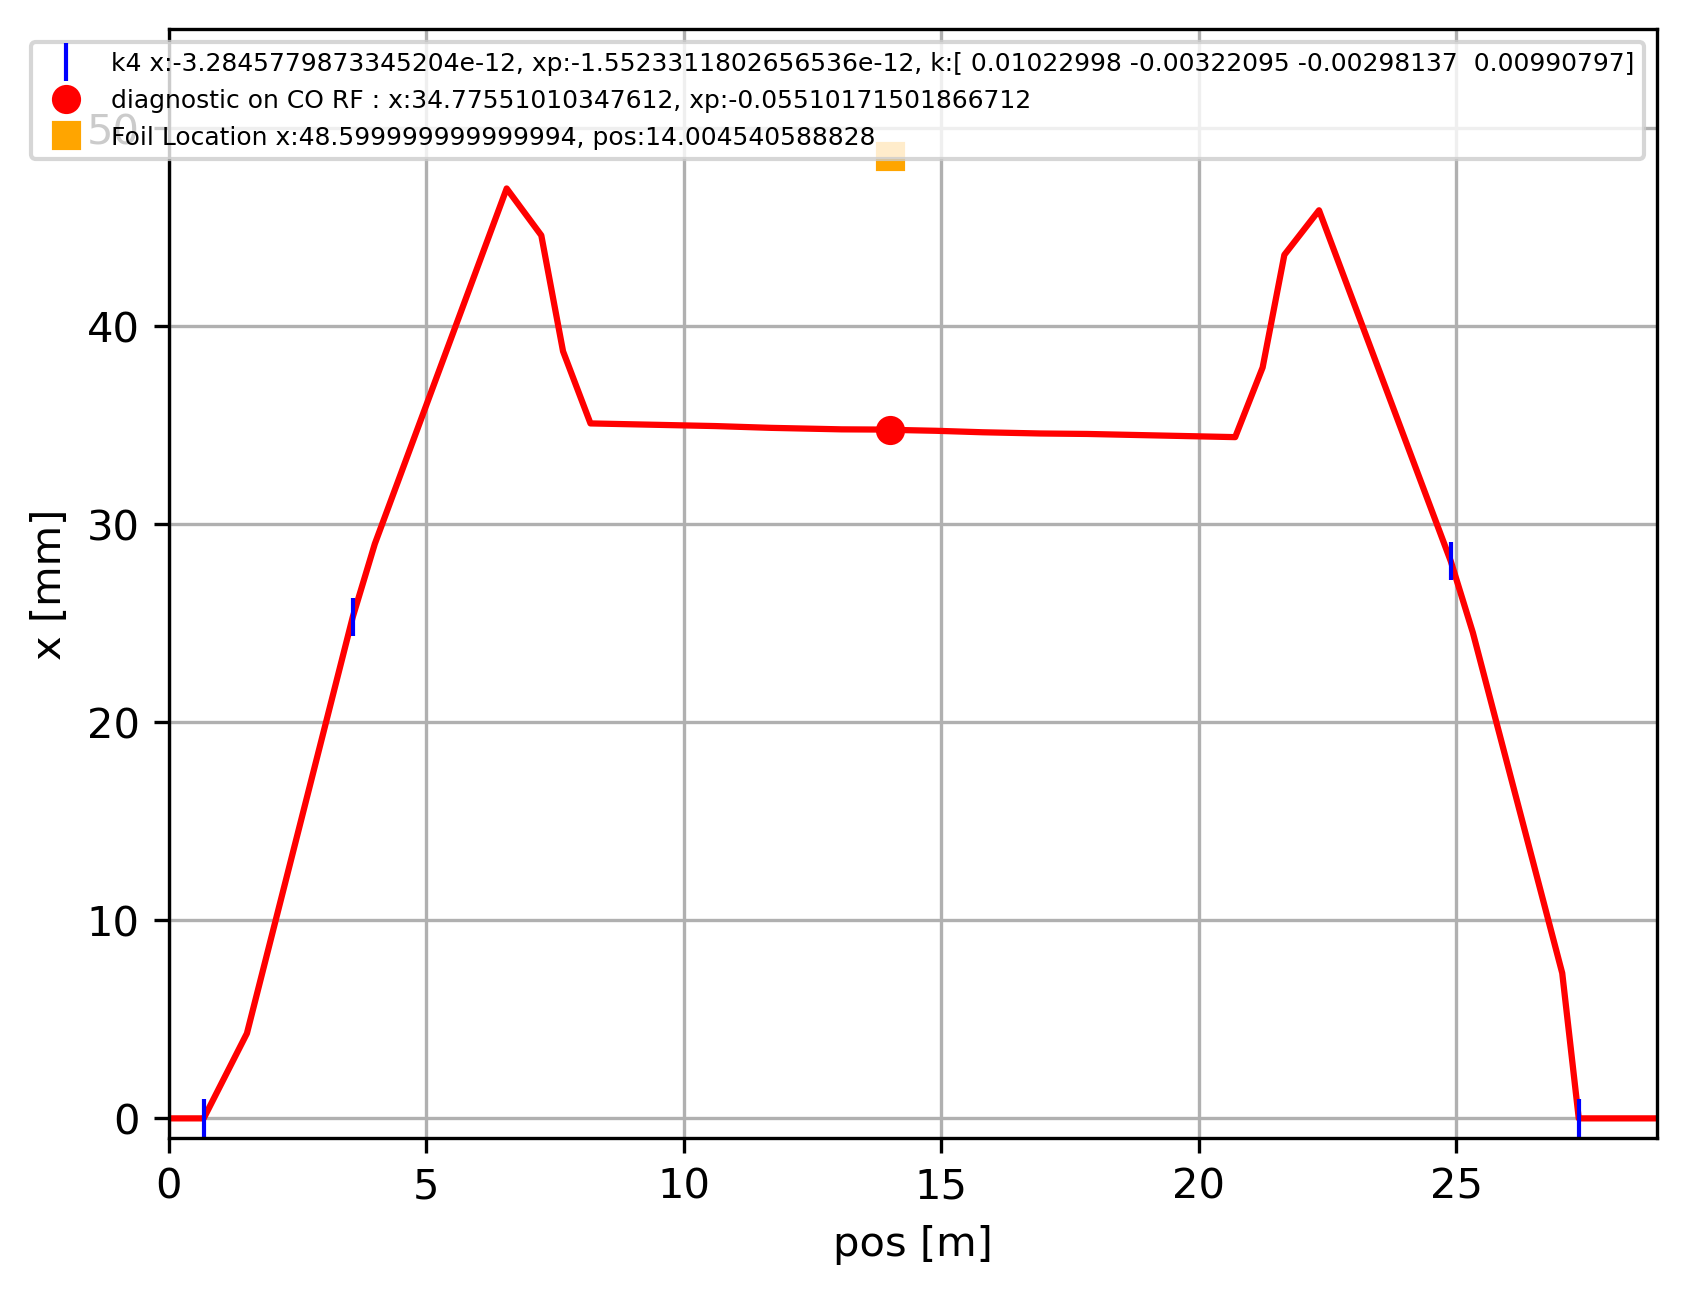 k4 x:-3.2845779873345204e-12, xp:-1.5523311802656536e-12, k:[ 0.01022998 -0.00322095 -0.00298137  0.00990797]
diagnostic on CO RF : x:34.77551010347612, xp:-0.05510171501866712
Foil Location x:48.599999999999994, pos:14.004540588828
50
40
30
20
10
0
x [mm]
0 5 10 15 20 25
pos [m]